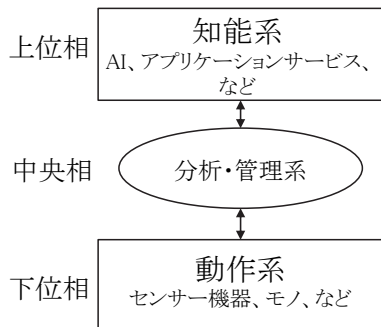 上位相
知能系
AI、アプリケーションサービス、
など
中央相
分析・管理系
下位相
動作系
センサー機器、モノ、など